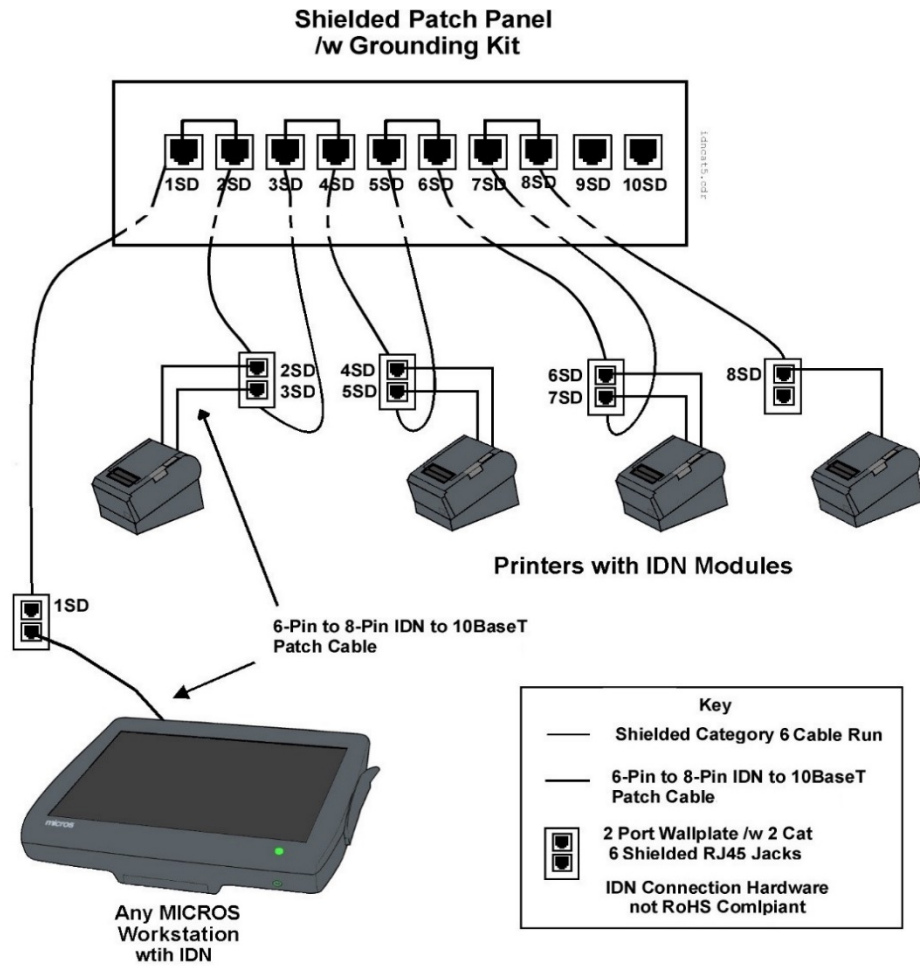 Shielded Patch Panel
/w Grounding Kit
1SD 2SD 3SD 4SD 5SD 6SD 7SD 8SD 9SD 10SD
idncat5.cdr
2SD
3SD
4SD
5SD
6SD
7SD
8SD
Printers with IDN Modules
1SD
6-Pin to 8-Pin IDN to 10BaseT
Patch Cable
micros
Any MICROS
Workstation
wtih IDN
Key
Shielded Category 6 Cable Run
6-Pin to 8-Pin IDN to 10BaseT
Patch Cable
2 Port Wallplate /w 2 Cat
6 Shielded RJ45 Jacks
IDN Connection Hardware
not RoHS Comlpiant